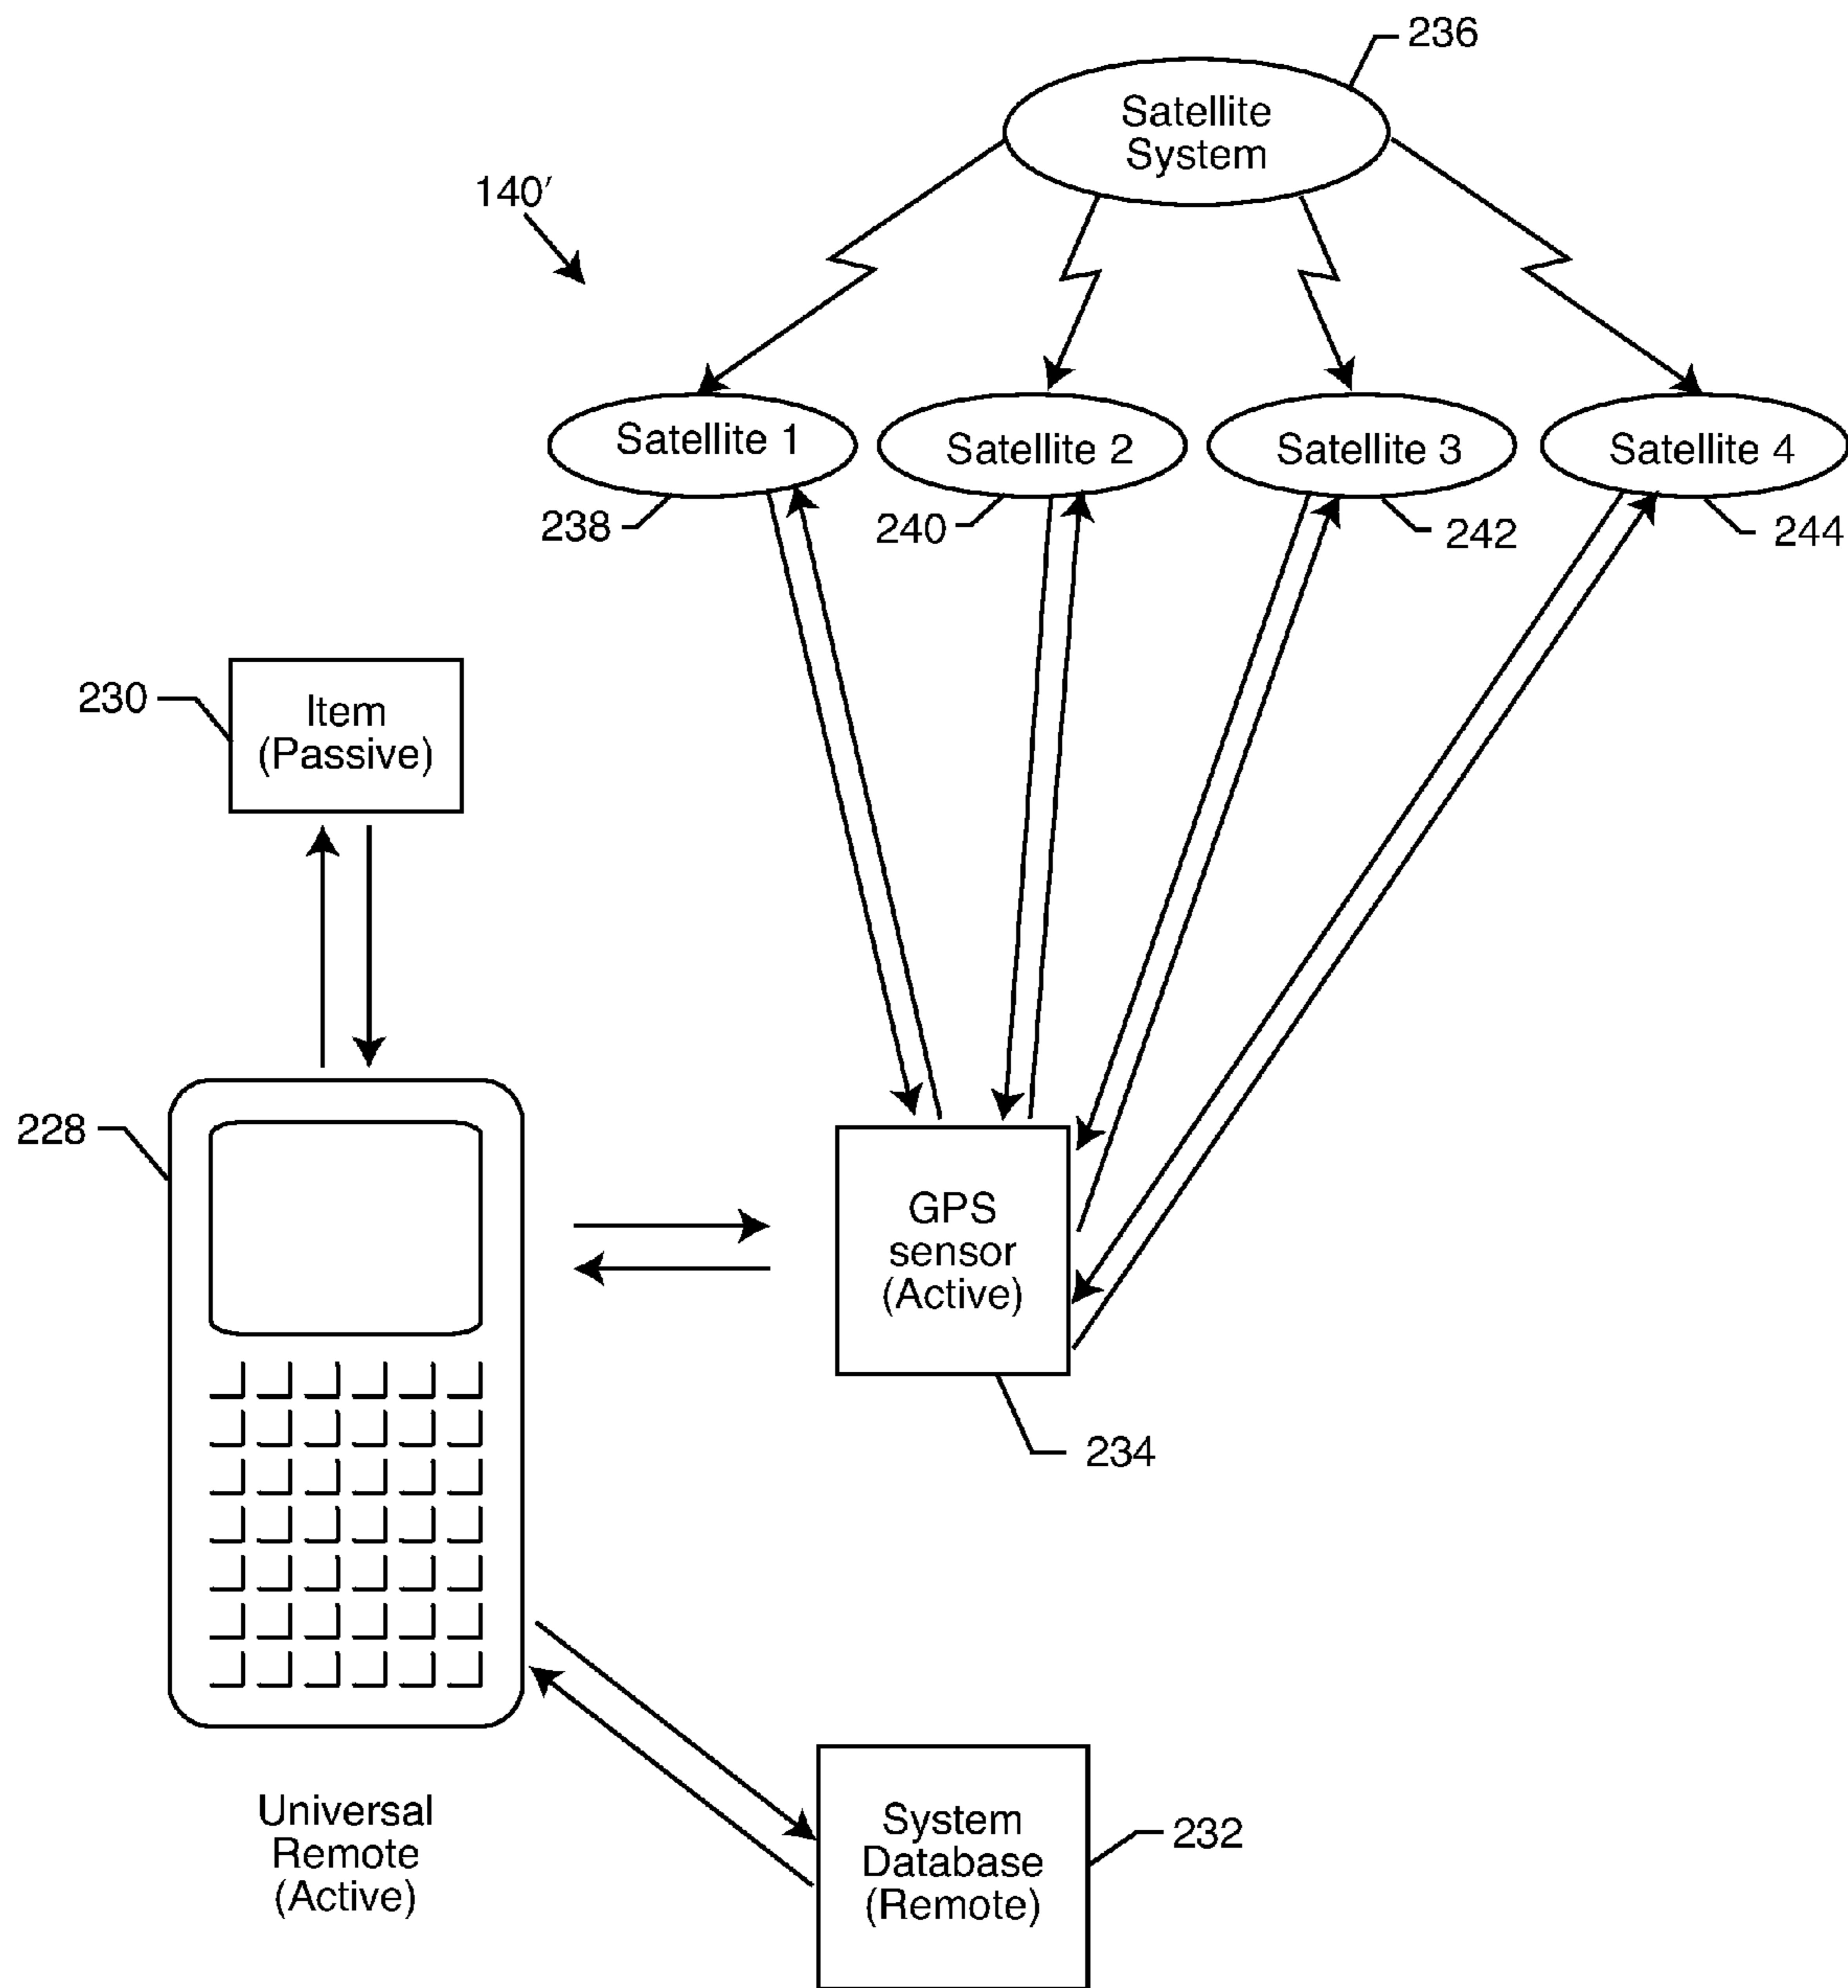 236
Satellite
System
140′
Satellite 1
Satellite 2
Satellite 3
Satellite 4
238
240
242
244
230
Item
(Passive)
228
GPS
sensor
(Active)
234
Universal
Remote
(Active)
System
Database
(Remote)
232